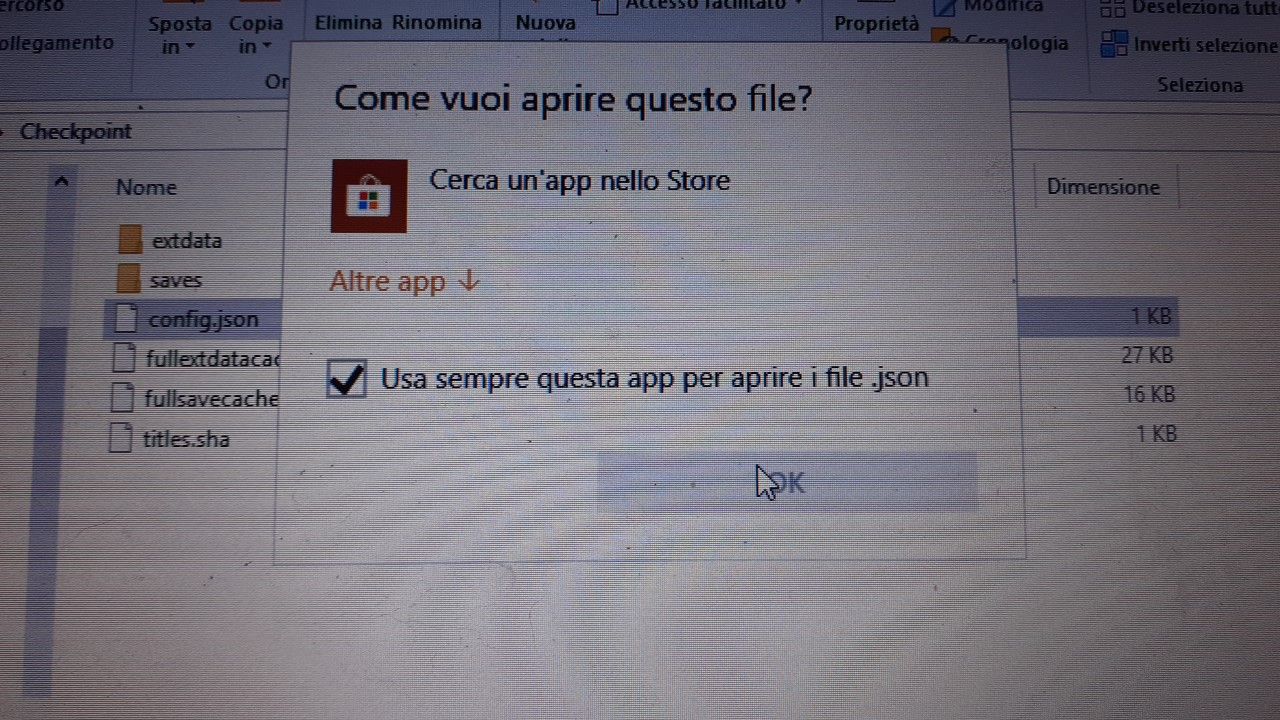 Sposta
in
Copia
in
Elimina
Rinomina
Nuova
Accesso facilitato
Proprietà
Modifica
Cronologia
Deseleziona tutt
Inverti selezione
Seleziona
ollegamento
Or
Checkpoint
Come vuoi aprire questo file?
Cerca un'app nello Store
Altre app
Usa sempre questa app per aprire i file .json
OK
Nome
Dimensione
extdata
saves
config.json
1 KB
fullextdatacac
27 KB
fullsavecache
16 KB
titles.sha
1 KB